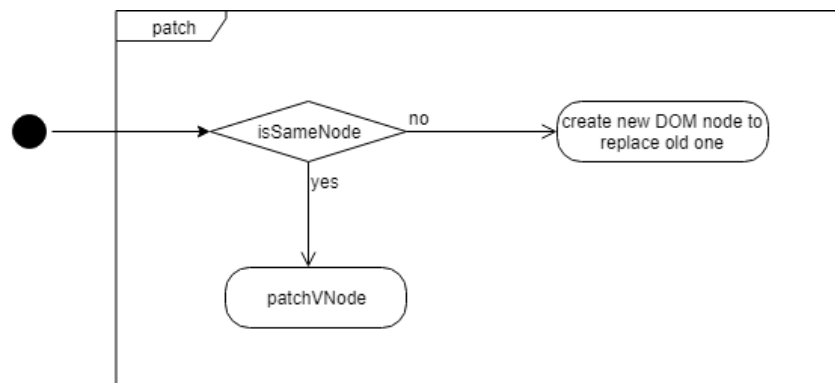 patch
isSameNode
no
create new DOM node to
replace old one
yes
patchVNode